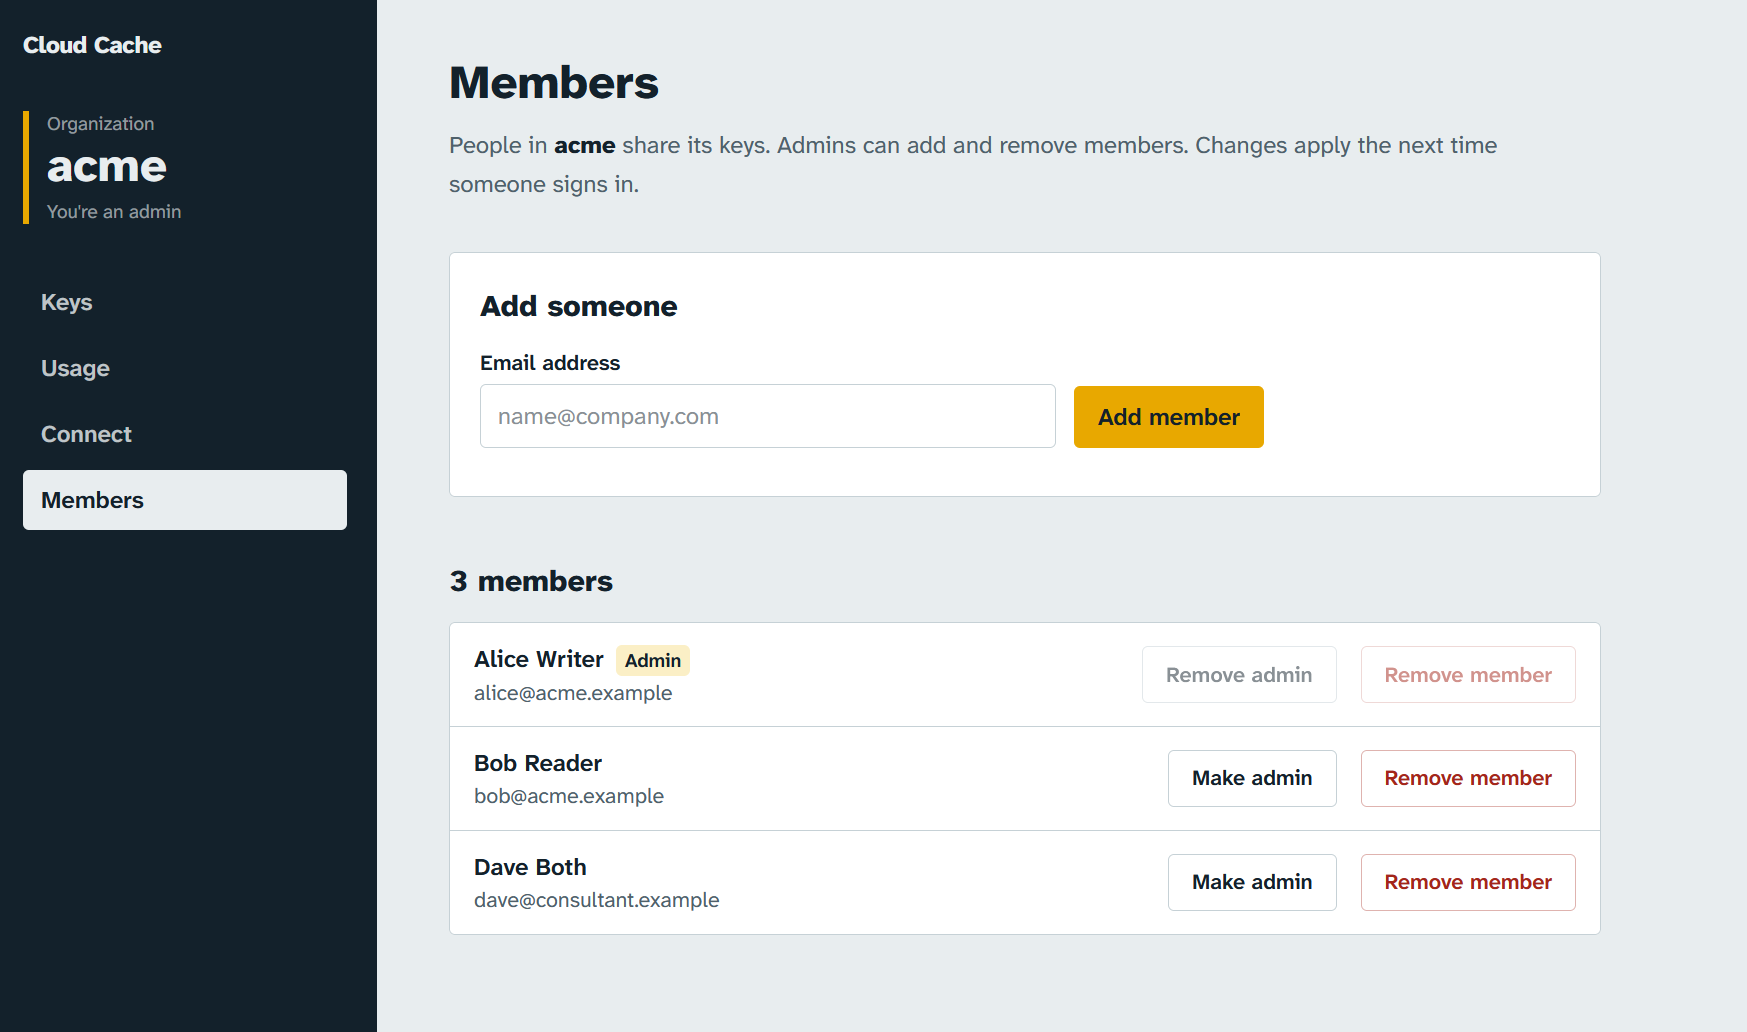 Cloud Cache
Organization
acme
You're an admin
Keys
Usage
Connect
Members
Members
People in acme share its keys. Admins can add and remove members. Changes apply the next time
someone signs in.
Add someone
Email address
name@company.com
Add member
3 members
Alice Writer Admin
alice@acme.example
Remove admin Remove member
Bob Reader
bob@acme.example
Make admin Remove member
Dave Both
dave@consultant.example
Make admin Remove member